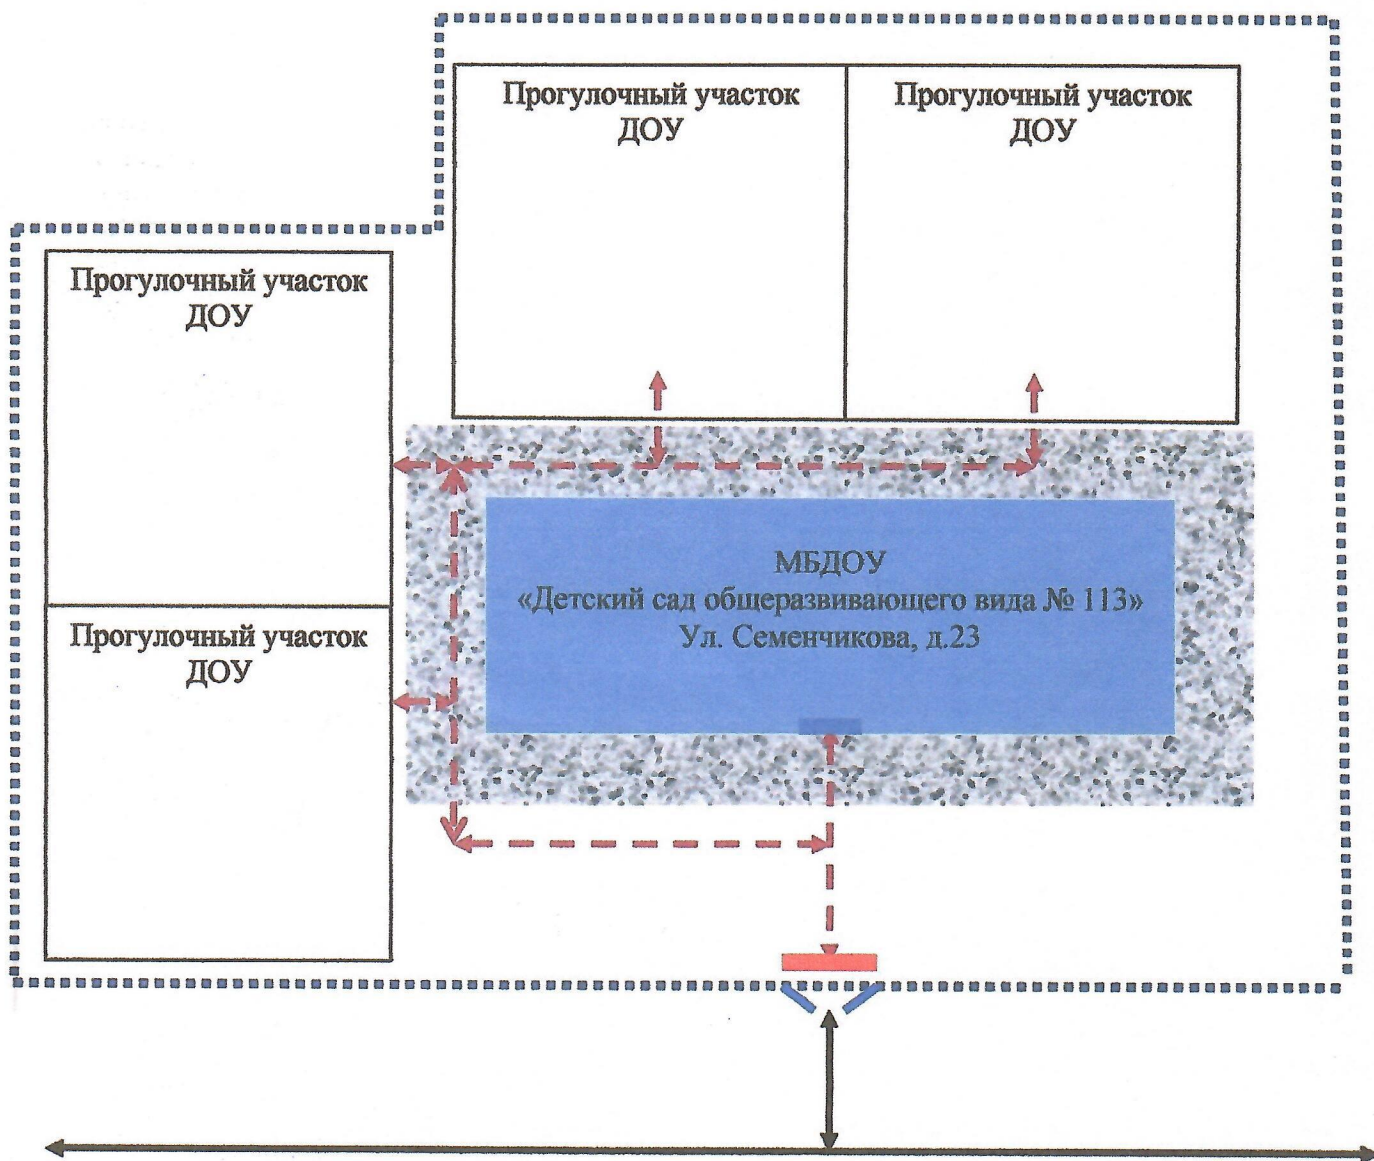 Прогулочный участок
ДОУ
Прогулочный участок
ДОУ
Прогулочный участок
ДОУ
МБДОУ
«Детский сад общеразвивающего вида № 113»
Ул. Семенчикова, д.23
Прогулочный участок
ДОУ